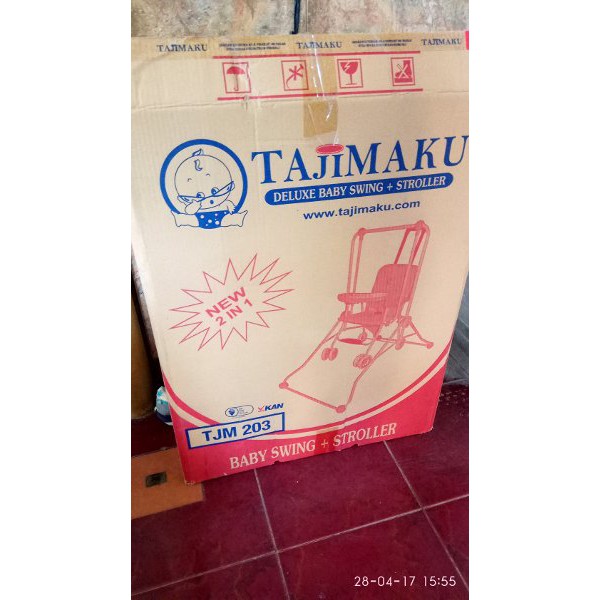 TAJIMAKU
TAJIMAKU
TAJIMAKU
TAJIMAKU
DELUXE BABY SWING + STROLLER
www.tajimaku.com
NEW
2 IN 1
KAN
TJM 203
BABY SWING + STROLLER
28-04-17 15:55